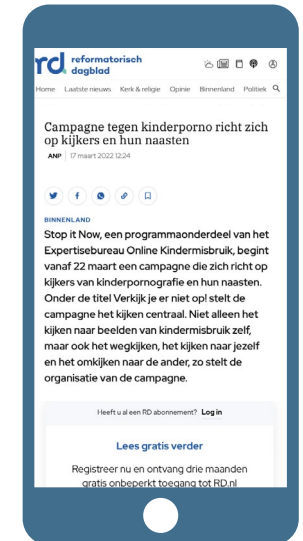 rd. reformatorisch
dagblad
Home Laatste nieuws Kerk & religie Opinie Binnenland Politiek
Campagne tegen kinderporno richt zich
op kijkers en hun naasten
ANP | 17 maart 2022 12:24
BINNENLAND
Stop it Now, een programmaonderdeel van het
Expertisebureau Online Kindermisbruik, begint
vanaf 22 maart een campagne die zich richt op
kijkers van kinderpornografie en hun naasten.
Onder de titel Verkijk je er niet op! stelt de
campagne het kijken centraal. Niet alleen het
kijken naar beelden van kindermisbruik zelf,
maar ook het wegkijken, het kijken naar jezelf
en het omkijken naar de ander, zo stelt de
organisatie van de campagne.
Heeft u al een RD abonnement? Log in
Lees gratis verder
Registreer nu en ontvang drie maanden
gratis onbeperkt toegang tot RD.nl